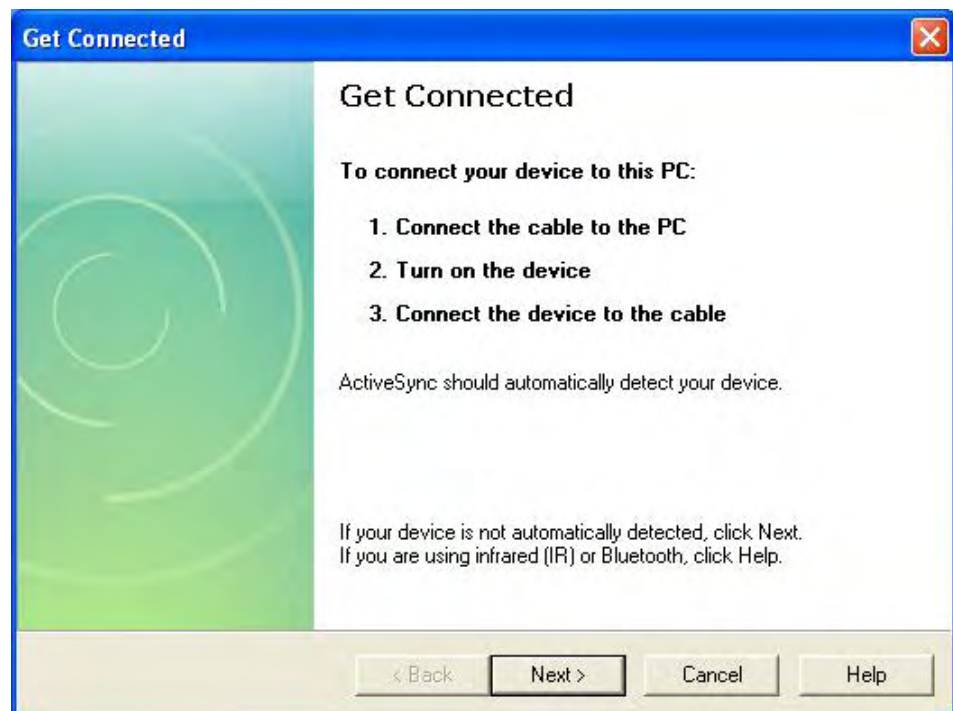 Get Connected
Get Connected
To connect your device to this PC:
1. Connect the cable to the PC
2. Turn on the device
3. Connect the device to the cable
ActiveSync should automatically detect your device.
If your device is not automatically detected, click Next.
If you are using infrared (IR) or Bluetooth, click Help.
< Back Next > Cancel Help